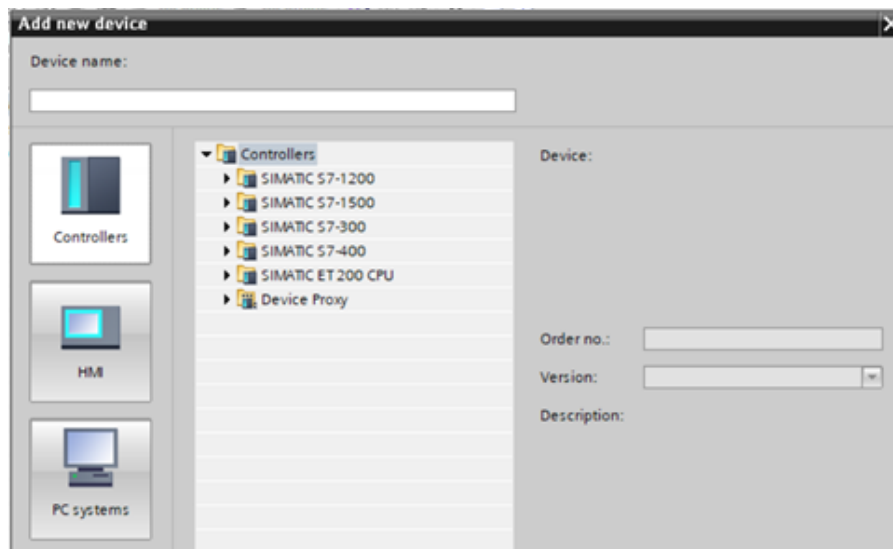 Add new device
Device name:
Controllers
HMI
PC systems
Controllers
SIMATIC S7-1200
SIMATIC S7-1500
SIMATIC S7-300
SIMATIC S7-400
SIMATIC ET 200 CPU
Device Proxy
Device:
Order no.:
Version:
Description: